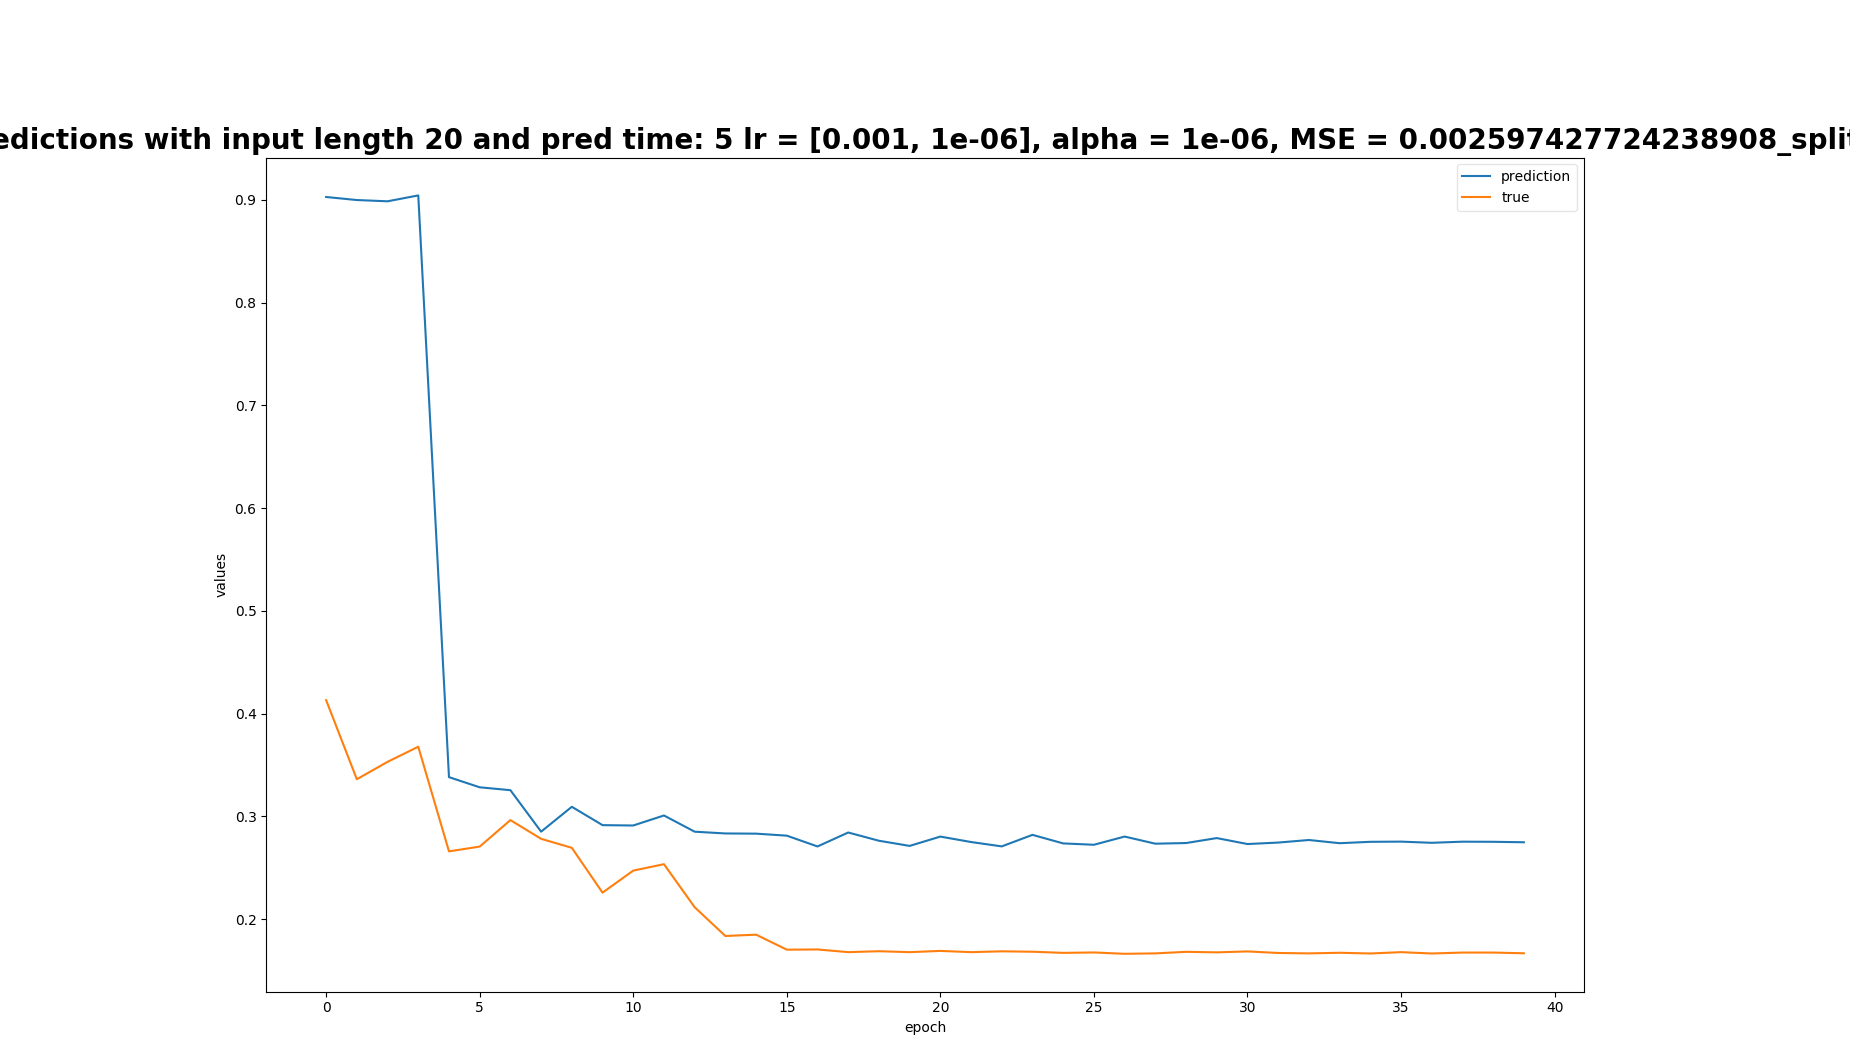 edictions with input length 20 and pred time: 5 lr = [0.001, 1e-06], alpha = 1e-06, MSE = 0.002597427724238908_split
prediction
true
0.9
0.8
0.7
0.6
0.5
0.4
0.3
0.2
values
0 5 10 15 20 25 30 35 40
epoch